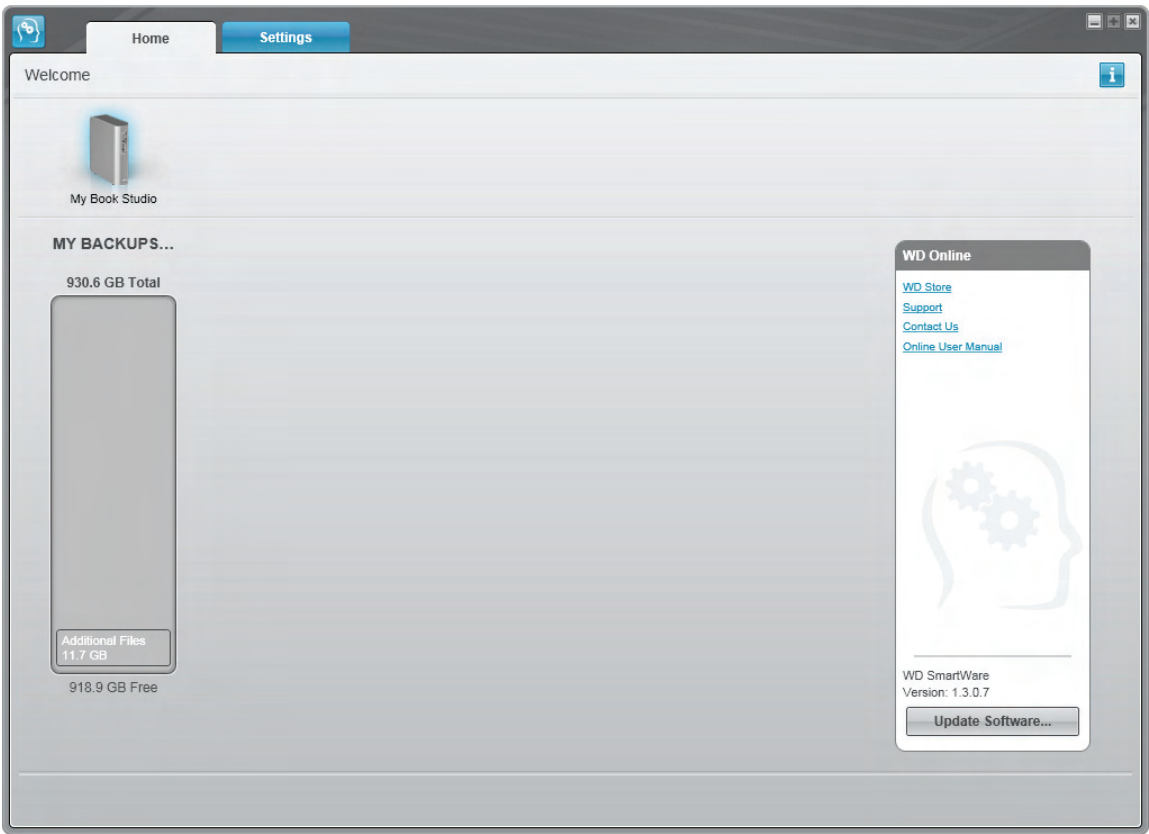 Home
Settings
Welcome
i
My Book Studio
MY BACKUPS...
930.6 GB Total
Additional Files
11.7 GB
918.9 GB Free
WD Online
WD Store
Support
Contact Us
Online User Manual
WD SmartWare
Version: 1.3.0.7
Update Software...